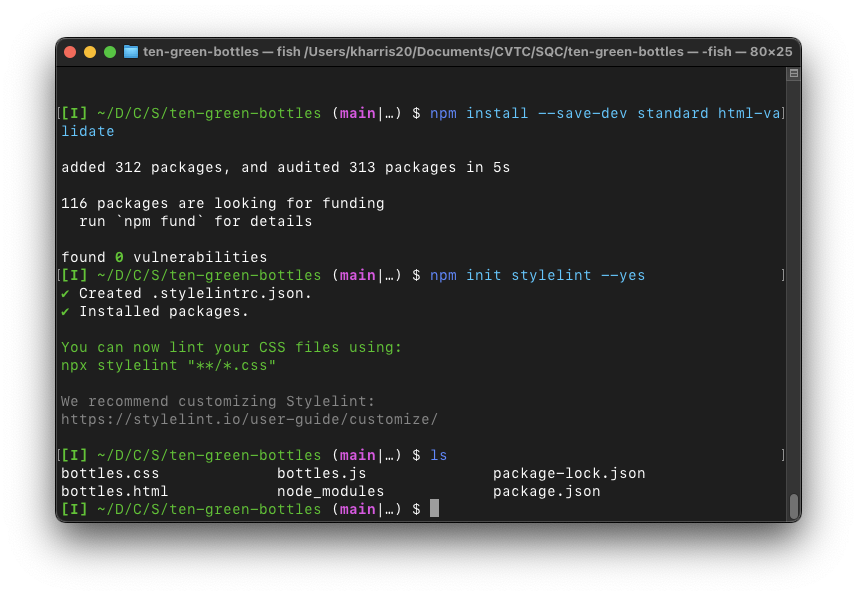 ten-green-bottles — fish /Users/kharris20/Documents/CVTC/SQC/ten-green-bottles — -fish — 80×25
[[I] ~/D/C/S/ten-green-bottles (main|…) $ npm install --save-dev standard html-va]
lidate
added 312 packages, and audited 313 packages in 5s
116 packages are looking for funding
run `npm fund` for details
found 0 vulnerabilities
[[I] ~/D/C/S/ten-green-bottles (main|…) $ npm init stylelint --yes ]
✔ Created .stylelintrc.json.
✔ Installed packages.
You can now lint your CSS files using:
npx stylelint "**/*.css"
We recommend customizing Stylelint:
https://stylelint.io/user-guide/customize/
[[I] ~/D/C/S/ten-green-bottles (main|…) $ ls ]
bottles.css bottles.js package-lock.json
bottles.html node_modules package.json
[I] ~/D/C/S/ten-green-bottles (main|…) $